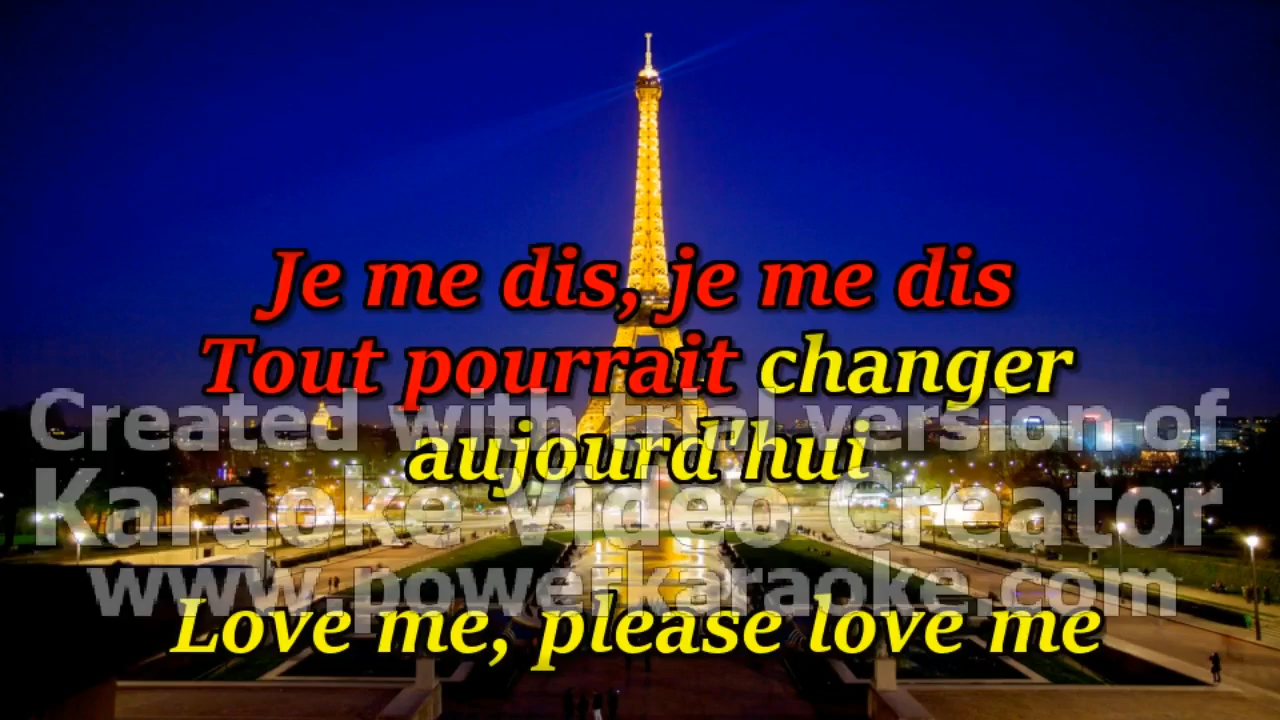 Je me dis, je me dis
Tout pourrait changer
Created with trial version of
aujourd'hui
Karaoke Video Creator
www.powerkaraoke.com
Love me, please love me